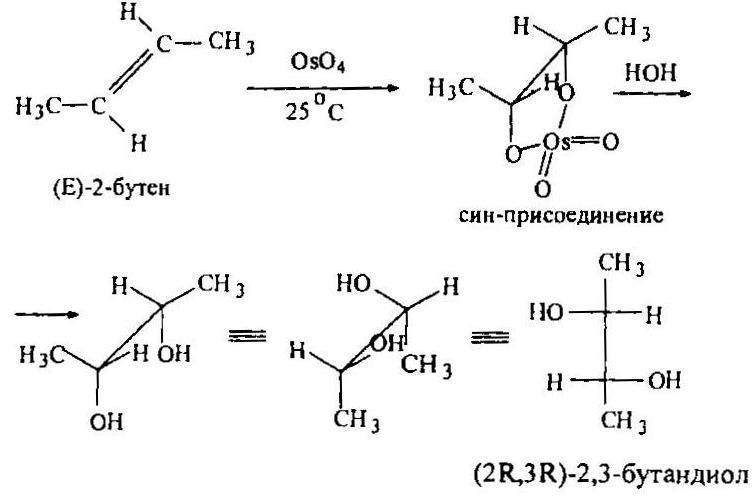 H
C
CH3
H3C
C
H
(E)-2-бутен
OsO4
25°C
CH3
H
H3C
H
O
O
Os
O
O
син-присоединение
HOH
H
CH3
H3C
H
OH
OH
HO
H
H
OH
CH3
CH3
CH3
HO
H
H
OH
CH3
(2R,3R)-2,3-бутандиол